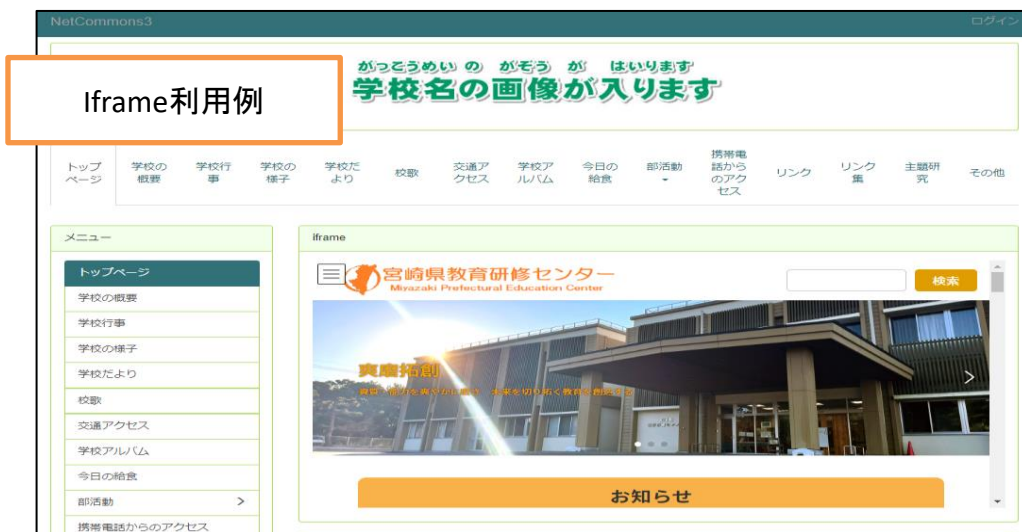 NetCommons3
ログイン
Iframe利用例
がっこうめい の がぞう が はいります
学校名の画像が入ります
トップ
ページ
学校の
概要
学校行
事
学校の
様子
学校だ
より
校歌
交通ア
クセス
学校ア
ルバム
今日の
給食
部活動
携帯電
話から
のアク
セス
リンク
リンク
集
主題研
究
その他
メニュー
トップページ
学校の概要
学校行事
学校の様子
学校だより
校歌
交通アクセス
学校アルバム
今日の給食
部活動
携帯電話からのアクセス
iframe
宮崎県教育研修センター
Miyazaki Prefectural Education Center
検索
お知らせ